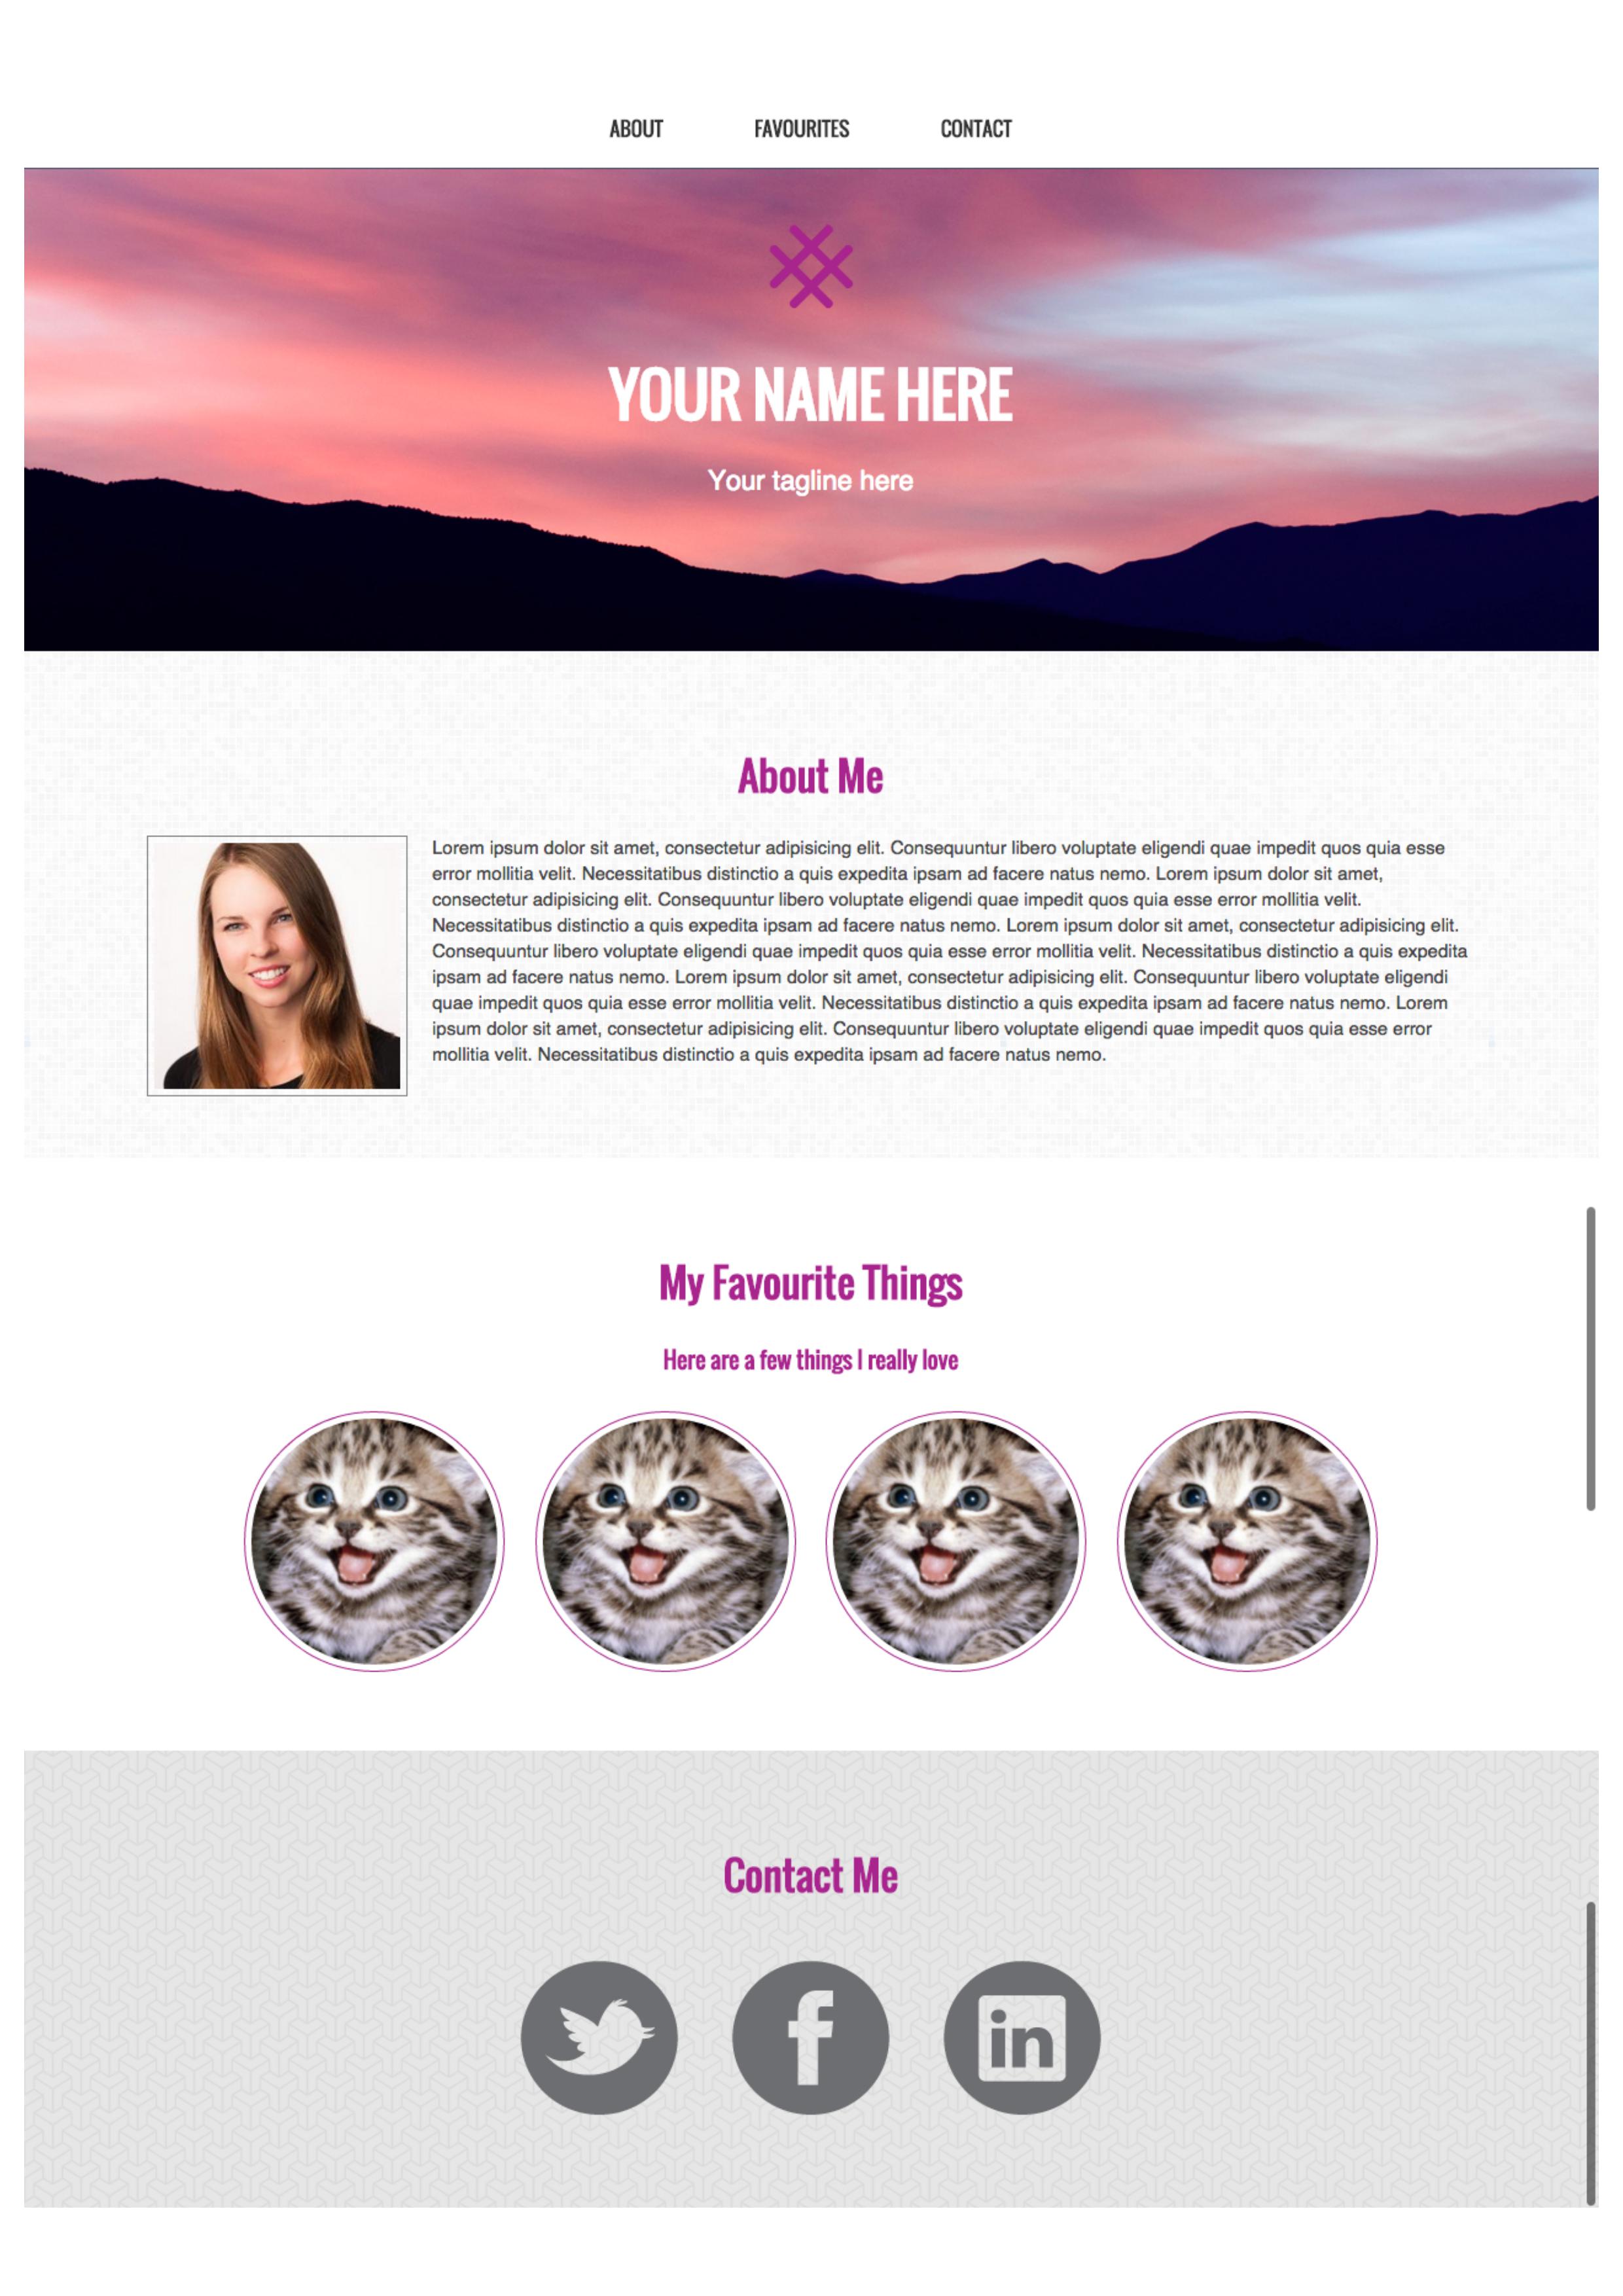 ABOUT FAVOURITES CONTACT
YOUR NAME HERE
Your tagline here
About Me
Lorem ipsum dolor sit amet, consectetur adipisicing elit. Consequuntur libero voluptate eligendi quae impedit quos quia esse
error mollitia velit. Necessitatibus distinctio a quis expedita ipsam ad facere natus nemo. Lorem ipsum dolor sit amet,
consectetur adipisicing elit. Consequuntur libero voluptate eligendi quae impedit quos quia esse error mollitia velit.
Necessitatibus distinctio a quis expedita ipsam ad facere natus nemo. Lorem ipsum dolor sit amet, consectetur adipisicing elit.
Consequuntur libero voluptate eligendi quae impedit quos quia esse error mollitia velit. Necessitatibus distinctio a quis expedita
ipsam ad facere natus nemo. Lorem ipsum dolor sit amet, consectetur adipisicing elit. Consequuntur libero voluptate eligendi
quae impedit quos quia esse error mollitia velit. Necessitatibus distinctio a quis expedita ipsam ad facere natus nemo. Lorem
ipsum dolor sit amet, consectetur adipisicing elit. Consequuntur libero voluptate eligendi quae impedit quos quia esse error
mollitia velit. Necessitatibus distinctio a quis expedita ipsam ad facere natus nemo.
My Favourite Things
Here are a few things I really love
Contact Me
f in